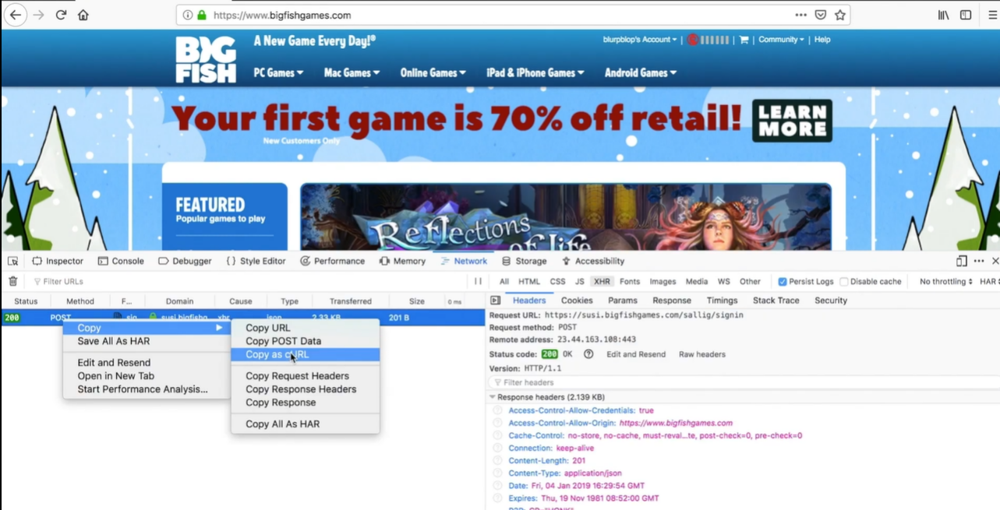 https://www.bigfishgames.com
BIG FISH
A New Game Every Day!®
blurpblop's Account | | | Community | Help
PC Games Mac Games Online Games iPad & iPhone Games Android Games
Your first game is 70% off retail!
New Customers Only
LEARN MORE
FEATURED
Popular games to play
Reflections of life
Inspector Console Debugger { } Style Editor Performance Memory Network Storage Accessibility
Filter URLs
All HTML CSS JS XHR Fonts Images Media WS Other Persist Logs Disable cache No throttling HAR
Status Method F... Domain Cause Type Transferred Size 0 ms
Headers Cookies Params Response Timings Stack Trace Security
200 POST sig susi.bigfisho xhr json 2.33 KB 201 B
Copy
Save All As HAR
Edit and Resend
Open in New Tab
Start Performance Analysis...
Copy URL
Copy POST Data
Copy as cURL
Copy Request Headers
Copy Response Headers
Copy Response
Copy All As HAR
Request URL: https://susi.bigfishgames.com/sallig/signin
Request method: POST
Remote address: 23.44.163.108:443
Status code: 200 OK Edit and Resend Raw headers
Version: HTTP/1.1
Filter headers
Response headers (2.139 KB)
Access-Control-Allow-Credentials: true
Access-Control-Allow-Origin: https://www.bigfishgames.com
Cache-Control: no-store, no-cache, must-reval...te, post-check=0, pre-check=0
Connection: keep-alive
Content-Length: 201
Content-Type: application/json
Date: Fri, 04 Jan 2019 16:29:54 GMT
Expires: Thu, 19 Nov 1981 08:52:00 GMT